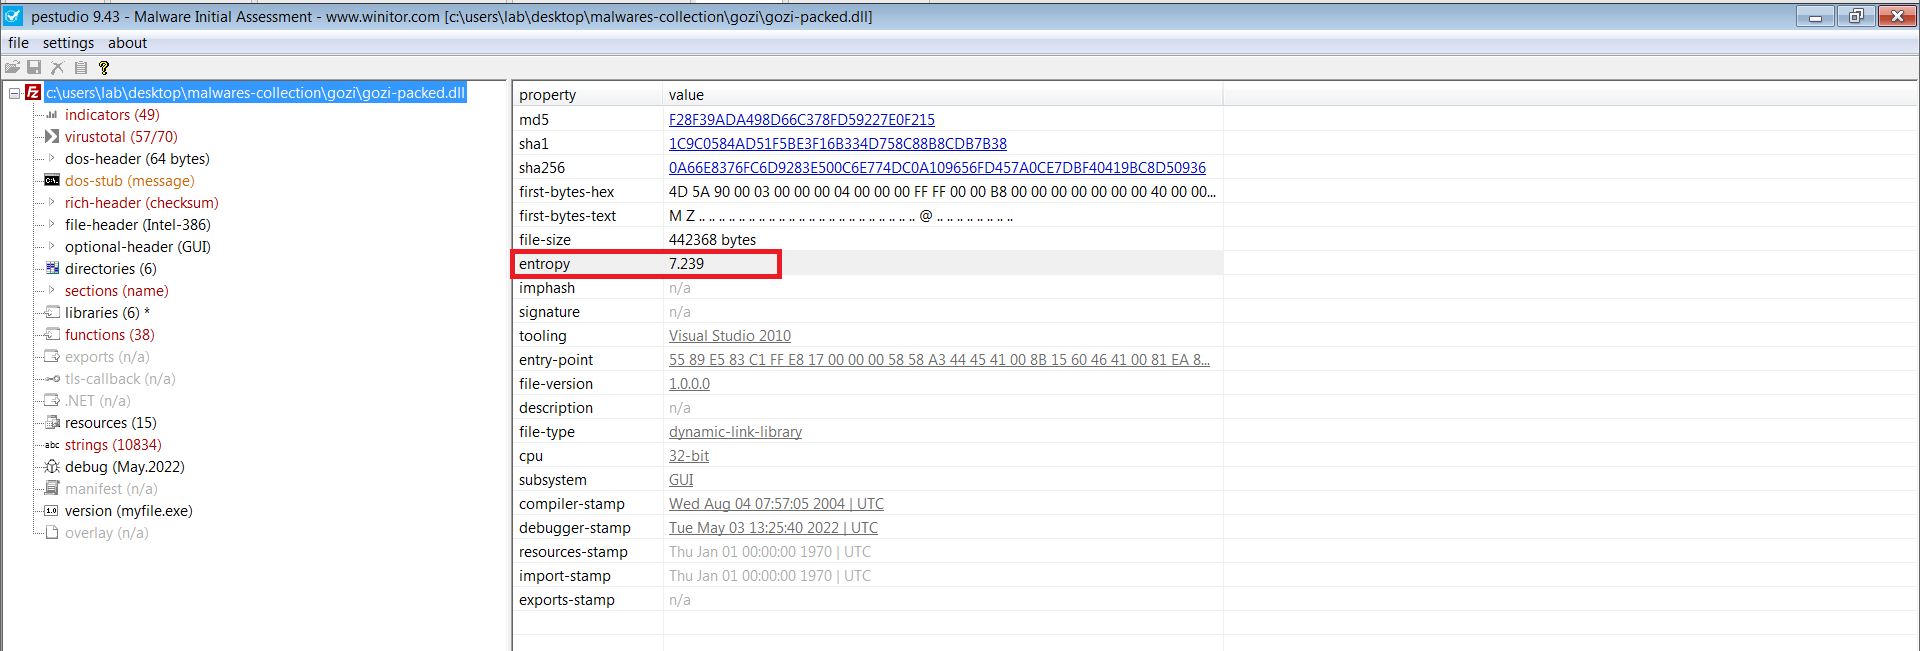 pestudio 9.43 - Malware Initial Assessment - www.winitor.com [c:\users\lab\desktop\malwares-collection\gozi\gozi-packed.dll]
file settings about
c:\users\lab\desktop\malwares-collection\gozi\gozi-packed.dll
indicators (49)
virustotal (57/70)
dos-header (64 bytes)
dos-stub (message)
rich-header (checksum)
file-header (Intel-386)
optional-header (GUI)
directories (6)
sections (name)
libraries (6) *
functions (38)
exports (n/a)
tls-callback (n/a)
.NET (n/a)
resources (15)
abc strings (10834)
debug (May.2022)
manifest (n/a)
1.0 version (myfile.exe)
overlay (n/a)
property value
md5 F28F39ADA498D66C378FD59227E0F215
sha1 1C9C0584AD51F5BE3F16B334D758C88B8CDB7B38
sha256 0A66E8376FC6D9283E500C6E774DC0A109656FD457A0CE7DBF40419BC8D50936
first-bytes-hex 4D 5A 90 00 03 00 00 00 04 00 00 00 FF FF 00 00 B8 00 00 00 00 00 00 00 40 00 00...
first-bytes-text M Z .. .. .. .. .. .. .. .. .. .. .. .. .. .. .. .. .. .. .. .. .. .. @ .. .. .. .. .. .. .. ..
file-size 442368 bytes
entropy 7.239
imphash n/a
signature n/a
tooling Visual Studio 2010
entry-point 55 89 E5 83 C1 FF E8 17 00 00 00 58 58 A3 44 45 41 00 8B 15 60 46 41 00 81 EA 8...
file-version 1.0.0.0
description n/a
file-type dynamic-link-library
cpu 32-bit
subsystem GUI
compiler-stamp Wed Aug 04 07:57:05 2004 | UTC
debugger-stamp Tue May 03 13:25:40 2022 | UTC
resources-stamp Thu Jan 01 00:00:00 1970 | UTC
import-stamp Thu Jan 01 00:00:00 1970 | UTC
exports-stamp n/a